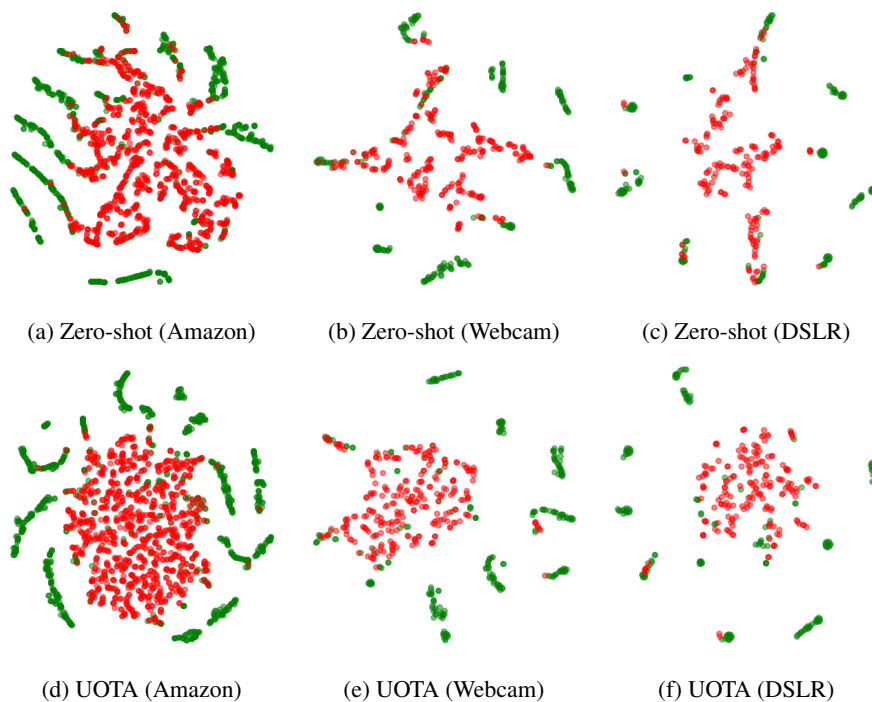 (a) Zero-shot (Amazon)
(b) Zero-shot (Webcam)
(c) Zero-shot (DSLR)
(d) UOTA (Amazon)
(e) UOTA (Webcam)
(f) UOTA (DSLR)